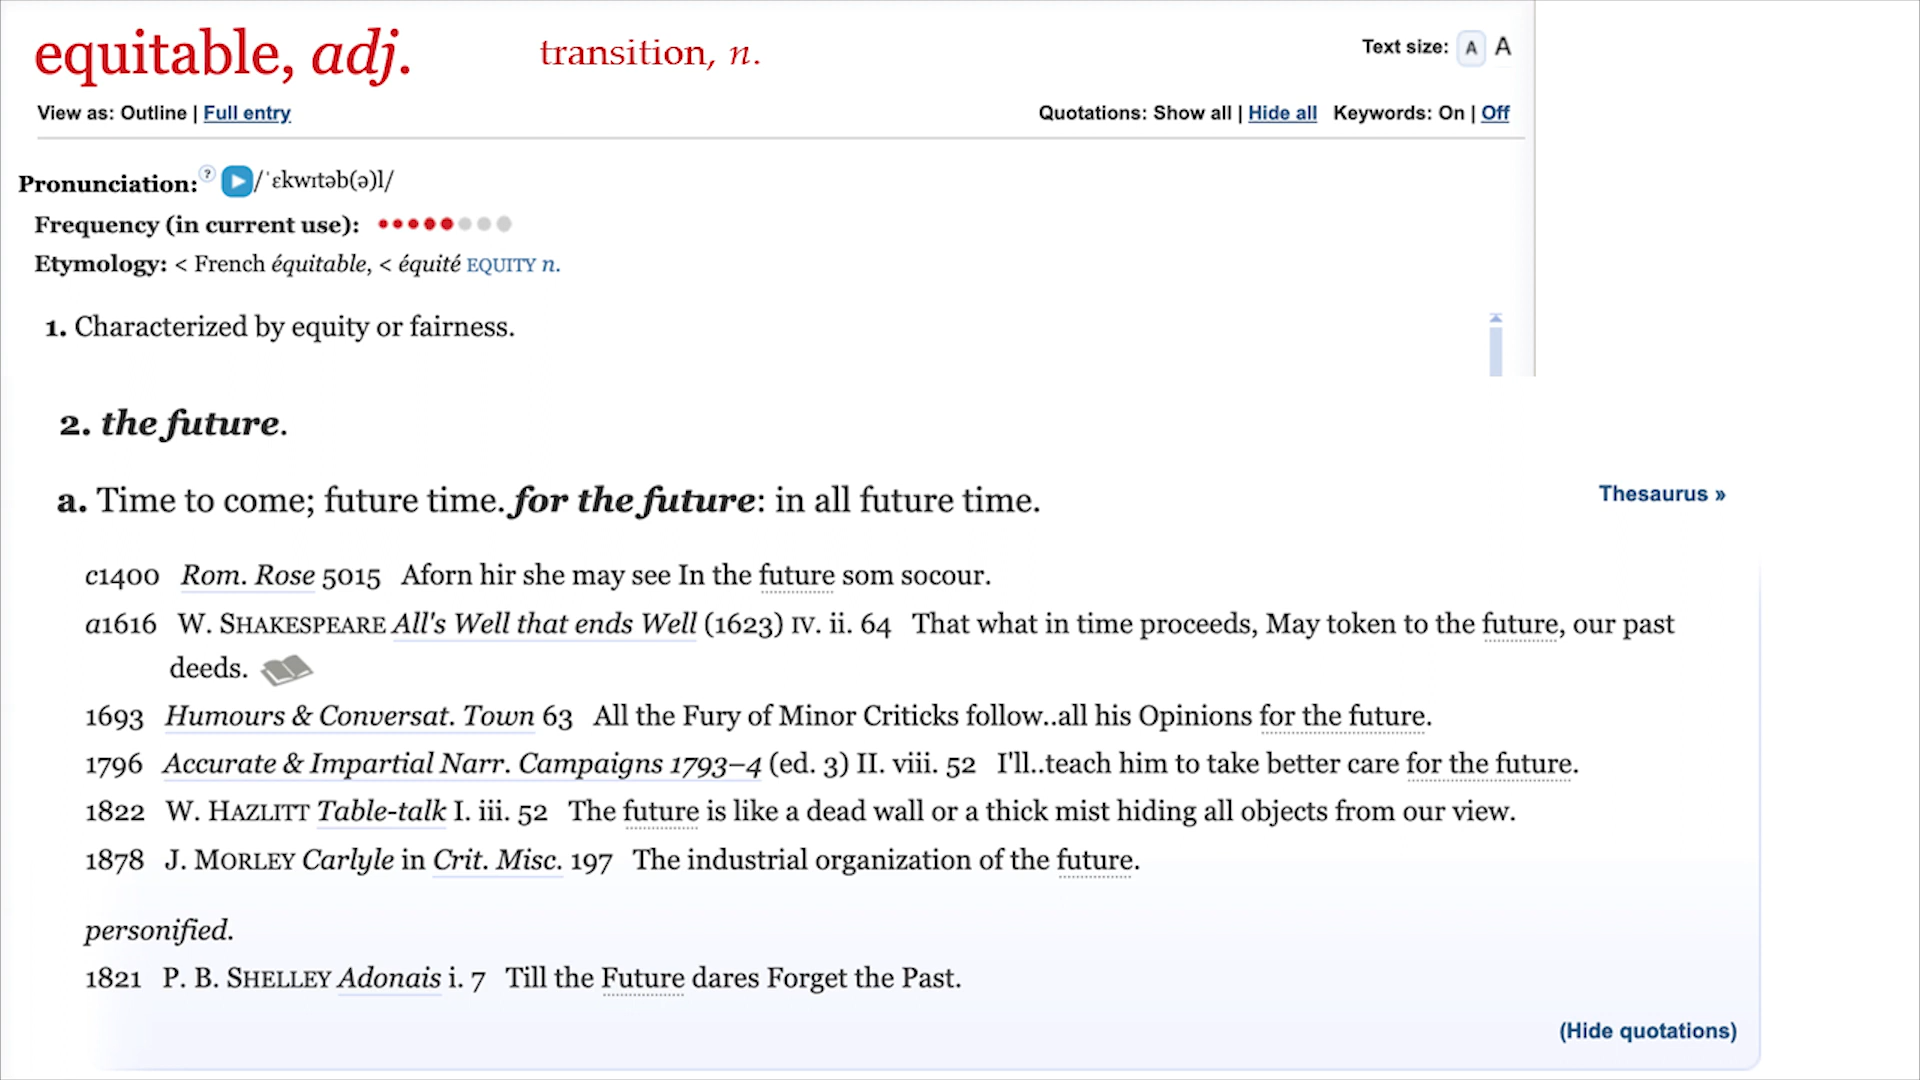 equitable, adj. transition, n. Text size: A A
View as: Outline | Full entry Quotations: Show all | Hide all Keywords: On | Off
Pronunciation: ? /ˈɛkwɪtəb(ə)l/
Frequency (in current use):
Etymology: < French équitable, < équité EQUITY n.
1. Characterized by equity or fairness.
2. the future.
a. Time to come; future time. for the future: in all future time. Thesaurus »
c1400 Rom. Rose 5015 Aforn hir she may see In the future som socour.
a1616 W. SHAKESPEARE All's Well that ends Well (1623) IV. ii. 64 That what in time proceeds, May token to the future, our past
deeds.
1693 Humours & Conversat. Town 63 All the Fury of Minor Criticks follow..all his Opinions for the future.
1796 Accurate & Impartial Narr. Campaigns 1793–4 (ed. 3) II. viii. 52 I'll..teach him to take better care for the future.
1822 W. HAZLITT Table-talk I. iii. 52 The future is like a dead wall or a thick mist hiding all objects from our view.
1878 J. MORLEY Carlyle in Crit. Misc. 197 The industrial organization of the future.
personified.
1821 P. B. SHELLEY Adonais i. 7 Till the Future dares Forget the Past.
(Hide quotations)